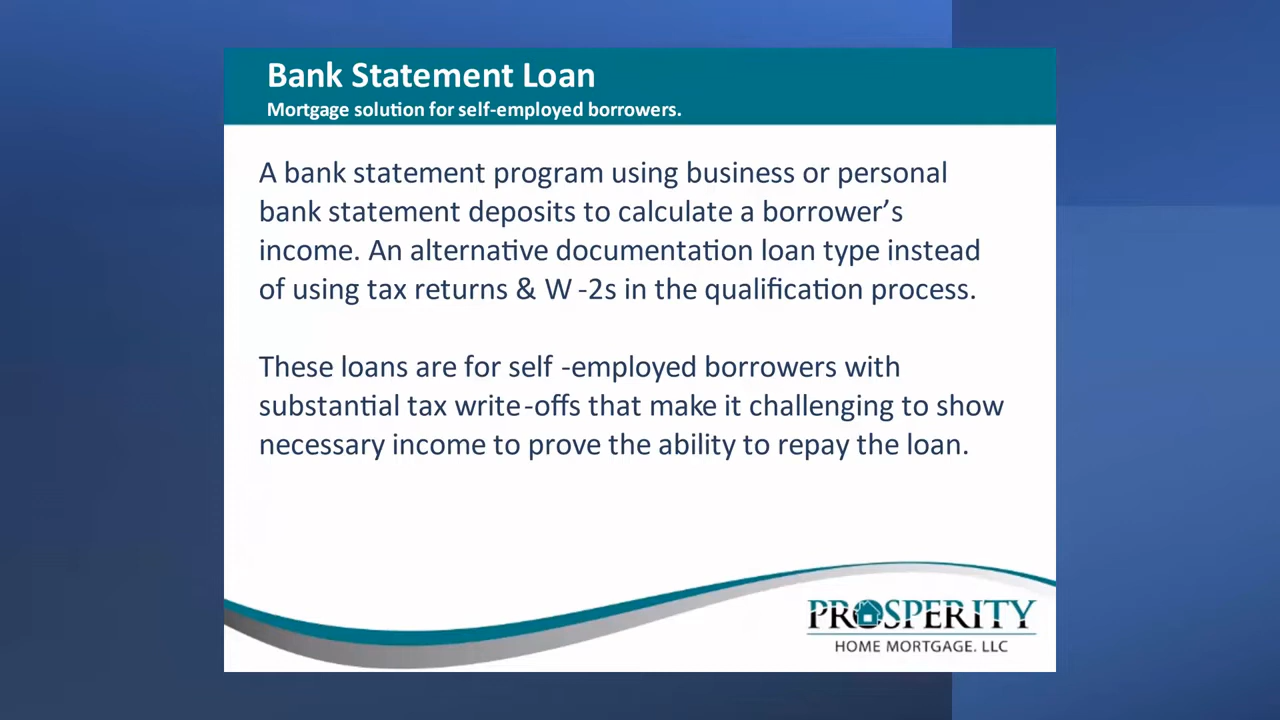 Bank Statement Loan
Mortgage solution for self-employed borrowers.
A bank statement program using business or personal
bank statement deposits to calculate a borrower’s
income. An alternative documentation loan type instead
of using tax returns & W -2s in the qualification process.
These loans are for self -employed borrowers with
substantial tax write-offs that make it challenging to show
necessary income to prove the ability to repay the loan.
PROSPERITY
HOME MORTGAGE. LLC